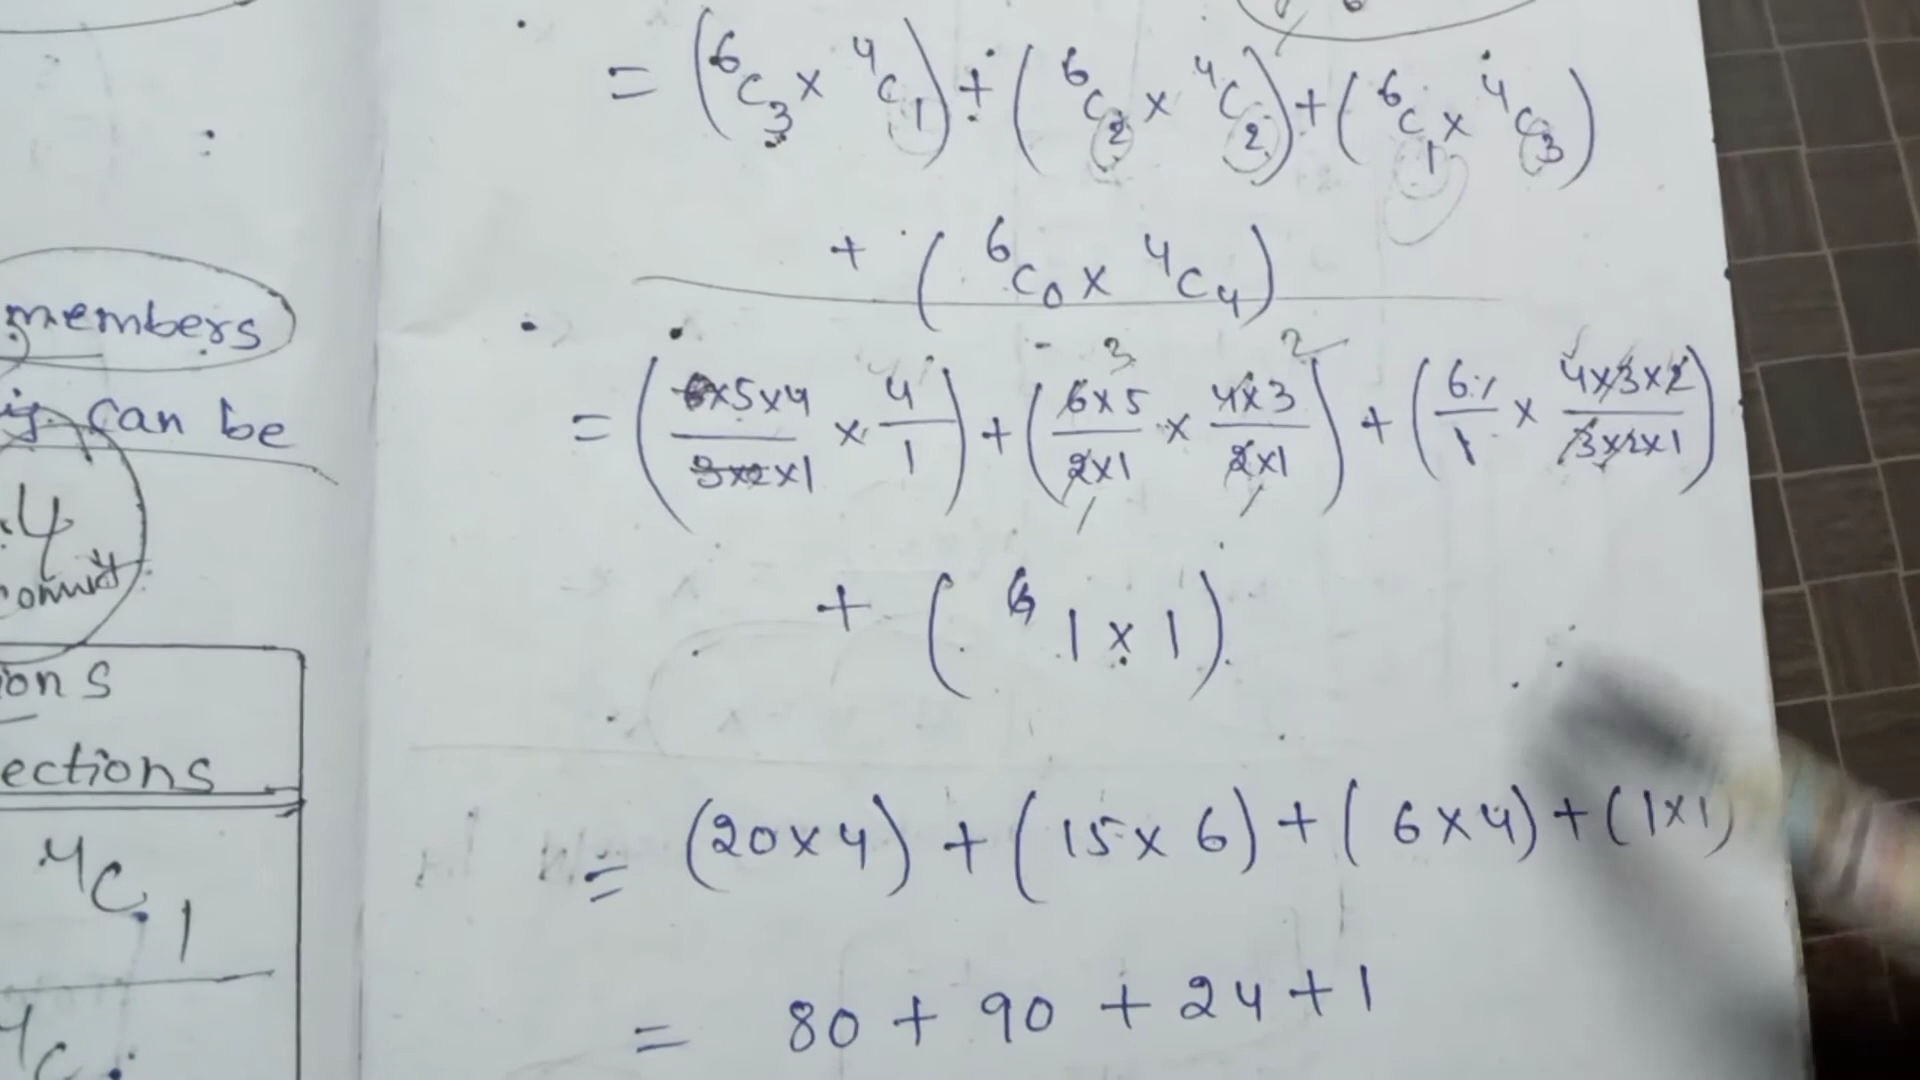 = (⁶C₃ × ⁴C₁) + (⁶C₂ × ⁴C₂) + (⁶C₁ × ⁴C₃)
+ (⁶C₀ × ⁴C₄)
= (6×5×4/3×2×1 × 4/1) + (6×5/2×1 × 4×3/2×1) + (6/1 × 4×3×2/3×2×1)
+ (1 × 1)
= (20×4) + (15×6) + (6×4) + (1×1)
= 80 + 90 + 24 + 1
members
can be
4
ions
ections
⁴C₁
⁴C